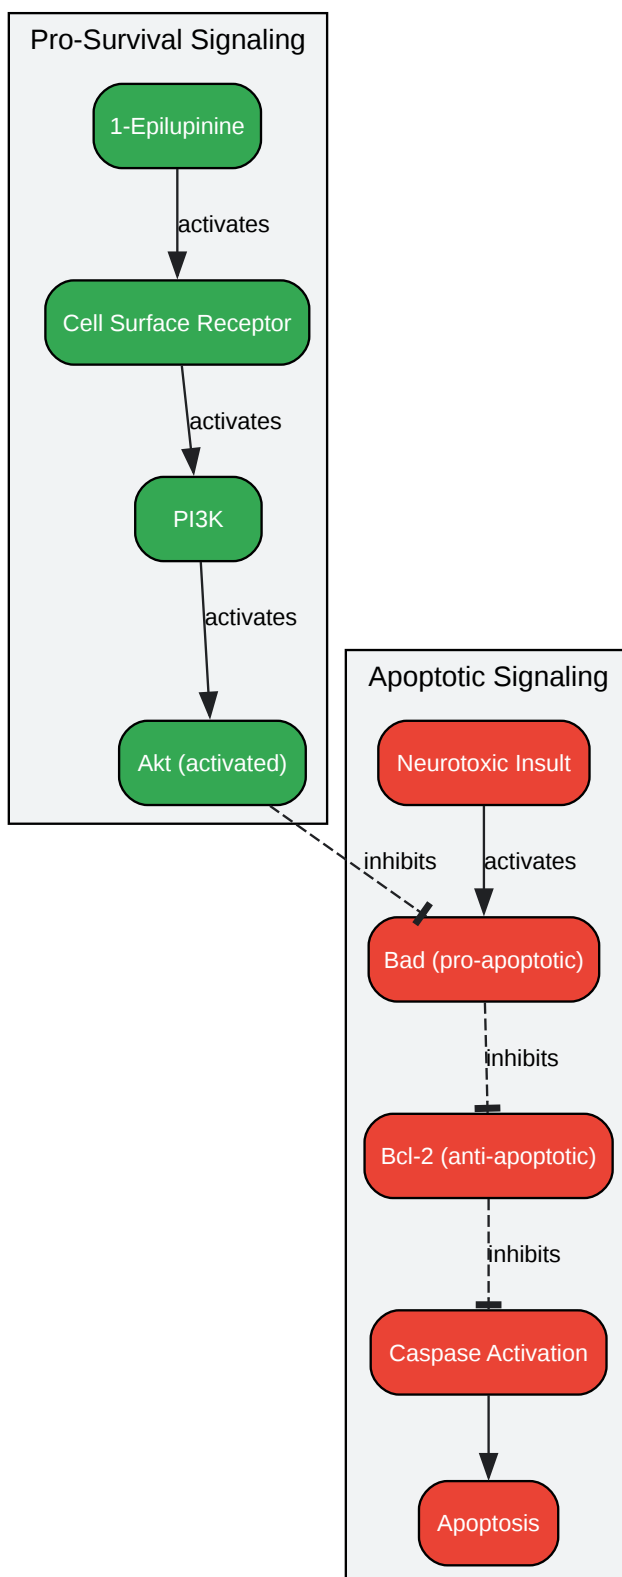 Pro-Survival Signaling
1-Epilupinine
activates
Cell Surface Receptor
activates
PI3K
activates
Akt (activated)
Apoptotic Signaling
Neurotoxic Insult
inhibits
activates
Bad (pro-apoptotic)
inhibits
Bcl-2 (anti-apoptotic)
inhibits
Caspase Activation
Apoptosis